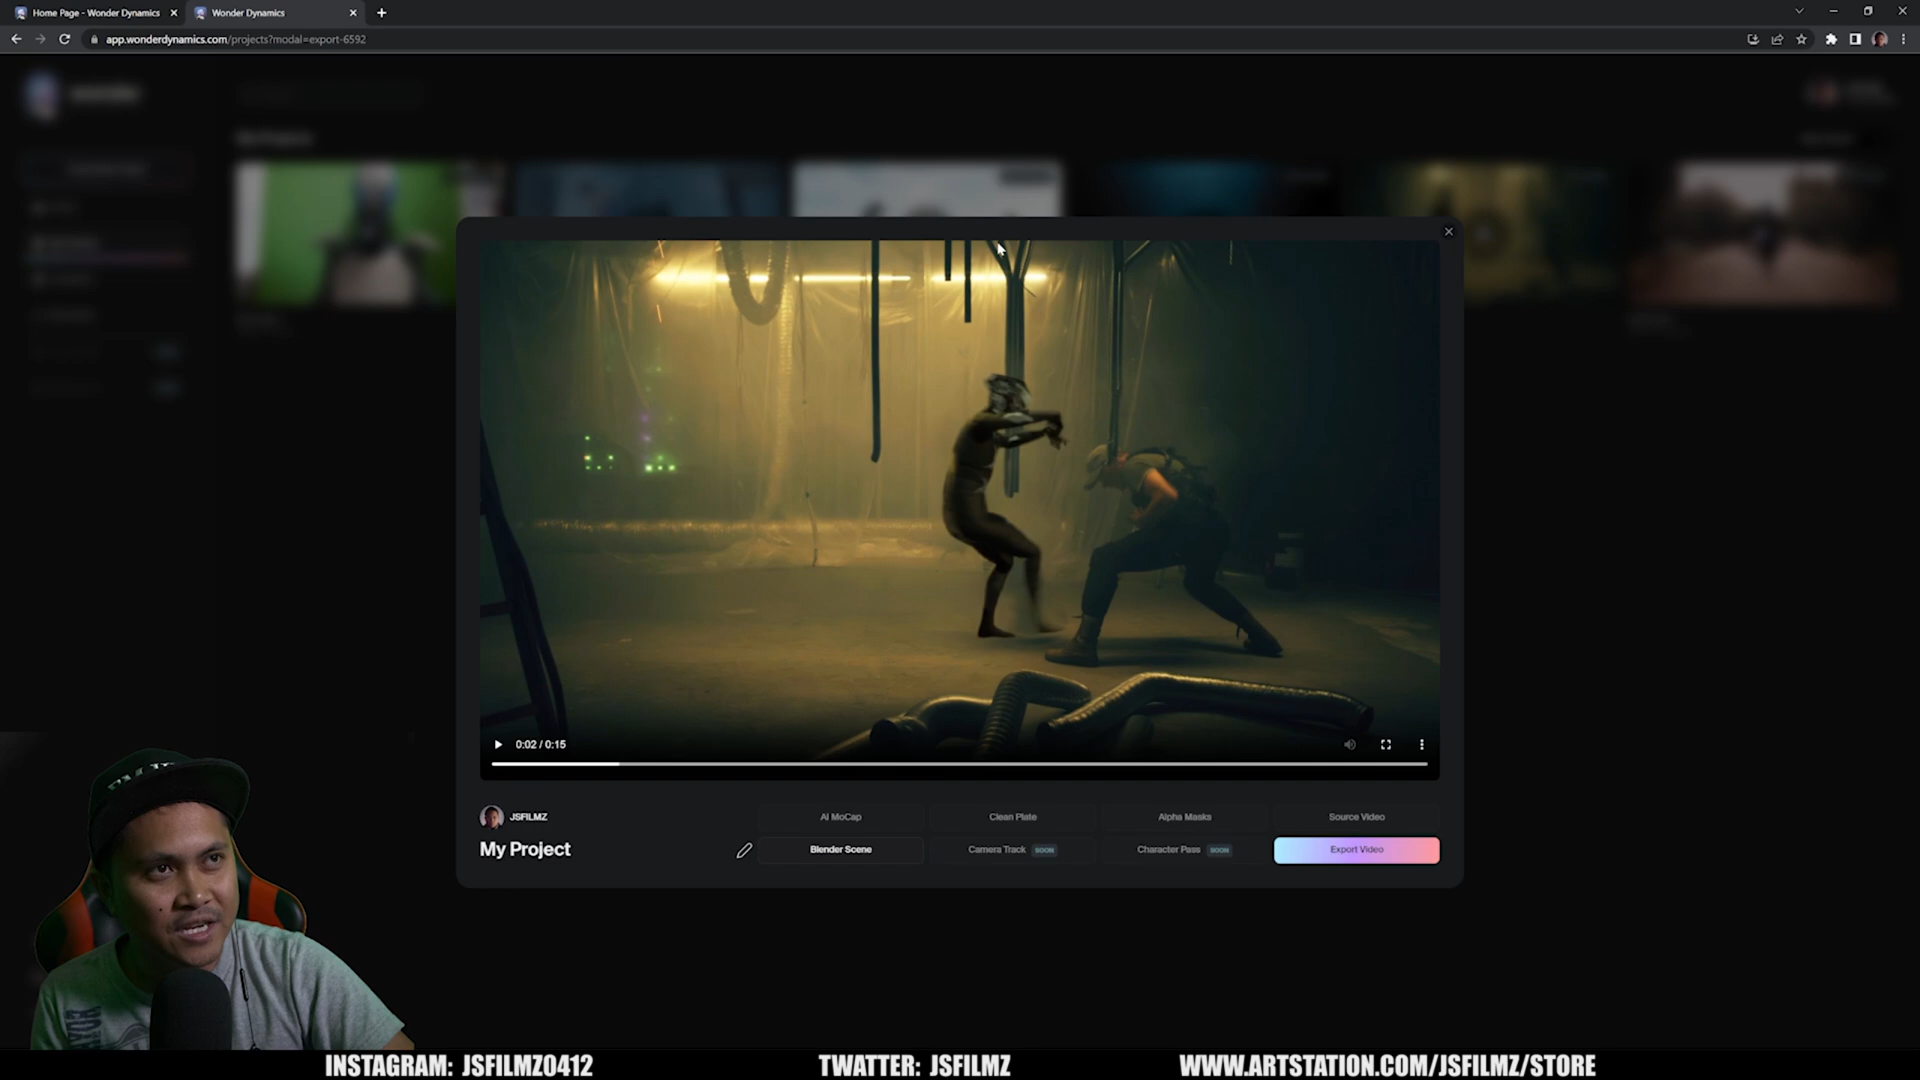 Home Page - Wonder Dynamics
Wonder Dynamics
app.wonderdynamics.com/projects?modal=export-6592
0:02 / 0:15
JSFILMZ
AI MoCap
Clean Plate
Alpha Masks
Source Video
My Project
Blender Scene
Camera Track SOON
Character Pass SOON
Export Video
INSTAGRAM: JSFILMZ0412
TWATTER: JSFILMZ
WWW.ARTSTATION.COM/JSFILMZ/STORE